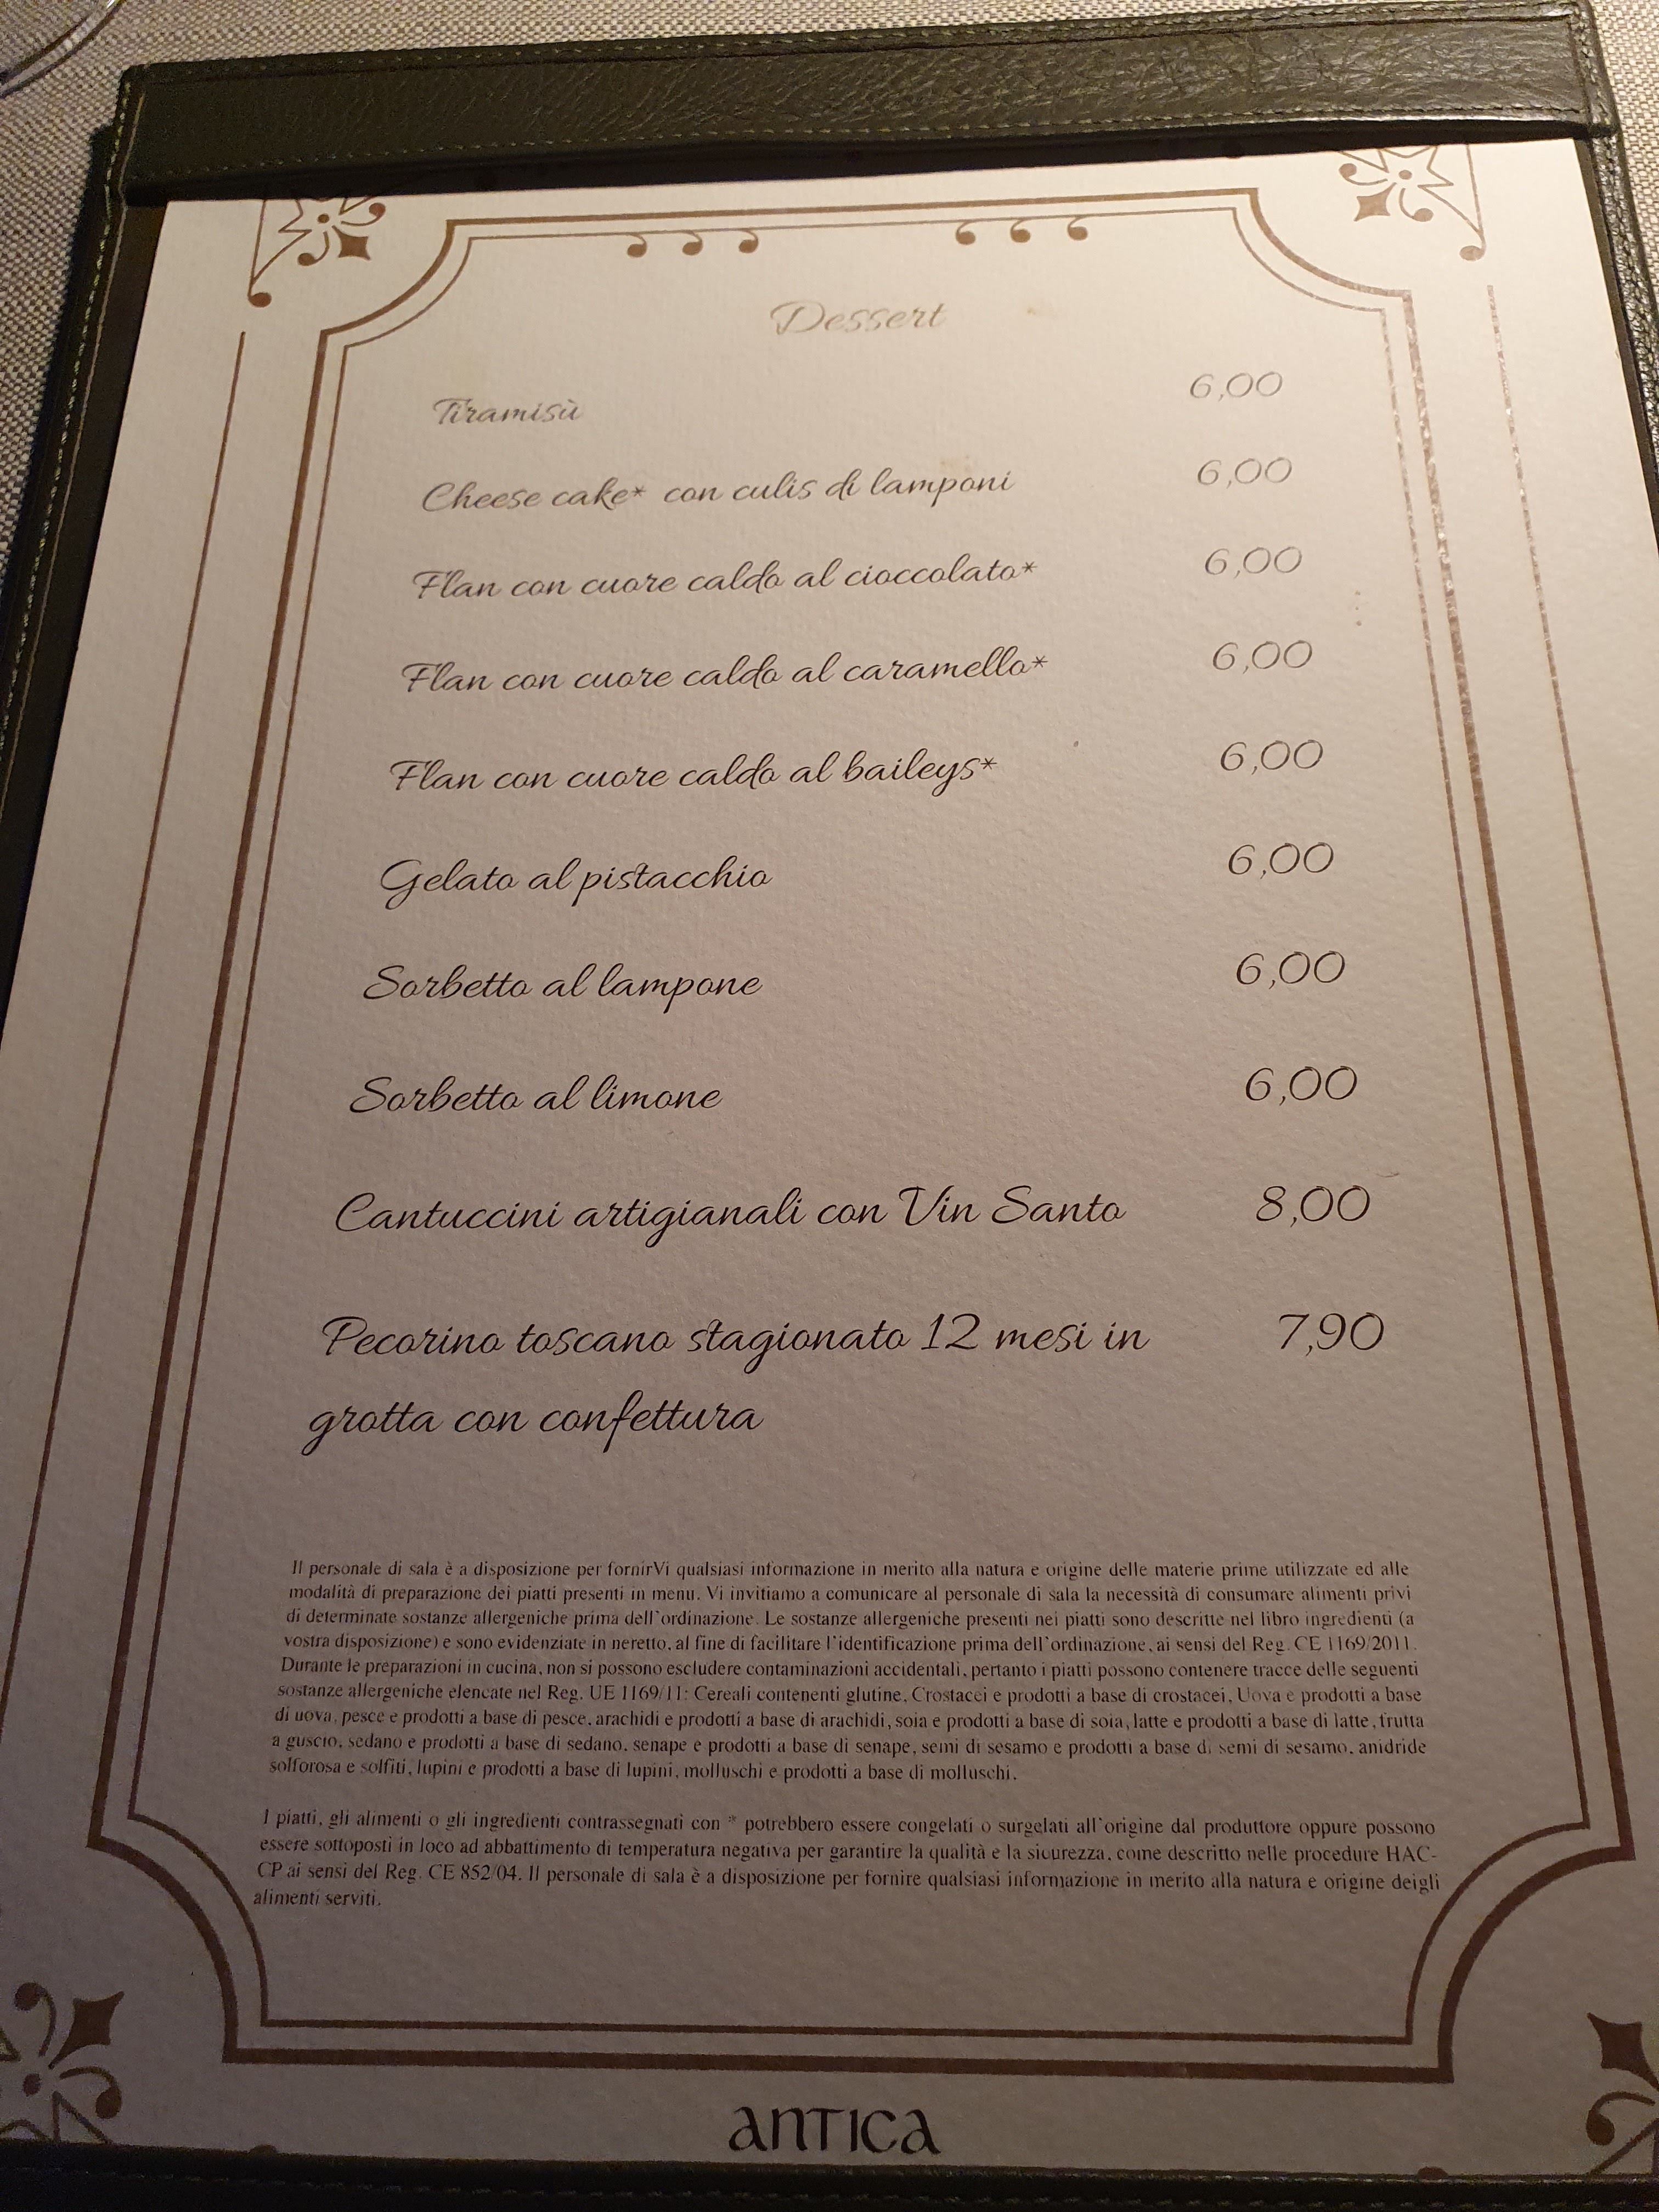 Dessert
Tiramisù 6,00
Cheese cake* con culis di lamponi 6,00
Flan con cuore caldo al cioccolato* 6,00
Flan con cuore caldo al caramello* 6,00
Flan con cuore caldo al baileys* 6,00
Gelato al pistacchio 6,00
Sorbetto al lampone 6,00
Sorbetto al limone 6,00
Cantuccini artigianali con Vin Santo 8,00
Pecorino toscano stagionato 12 mesi in 7,90
grotta con confettura
Il personale di sala è a disposizione per fornirVi qualsiasi informazione in merito alla natura e origine delle materie prime utilizzate ed alle
modalità di preparazione dei piatti presenti in menu. Vi invitiamo a comunicare al personale di sala la necessità di consumare alimenti privi
di determinate sostanze allergeniche prima dell'ordinazione. Le sostanze allergeniche presenti nei piatti sono descritte nel libro ingredienti (a
vostra disposizione) e sono evidenziate in neretto, al fine di facilitare l'identificazione prima dell'ordinazione, ai sensi del Reg. CE 1169/2011.
Durante le preparazioni in cucina, non si possono escludere contaminazioni accidentali, pertanto i piatti possono contenere tracce delle seguenti
sostanze allergeniche elencate nel Reg. UE 1169/11: Cereali contenenti glutine, Crostacei e prodotti a base di crostacei, Uova e prodotti a base
di uova, pesce e prodotti a base di pesce, arachidi e prodotti a base di arachidi, soia e prodotti a base di soia, latte e prodotti a base di latte, frutta
a guscio, sedano e prodotti a base di sedano, senape e prodotti a base di senape, semi di sesamo e prodotti a base di semi di sesamo, anidride
solforosa e solfiti, lupini e prodotti a base di lupini, molluschi e prodotti a base di molluschi.
I piatti, gli alimenti o gli ingredienti contrassegnati con * potrebbero essere congelati o surgelati all'origine dal produttore oppure possono
essere sottoposti in loco ad abbattimento di temperatura negativa per garantire la qualità e la sicurezza, come descritto nelle procedure HAC-
CP ai sensi del Reg. CE 852/04. Il personale di sala è a disposizione per fornire qualsiasi informazione in merito alla natura e origine deigli
alimenti serviti.
ANTICA